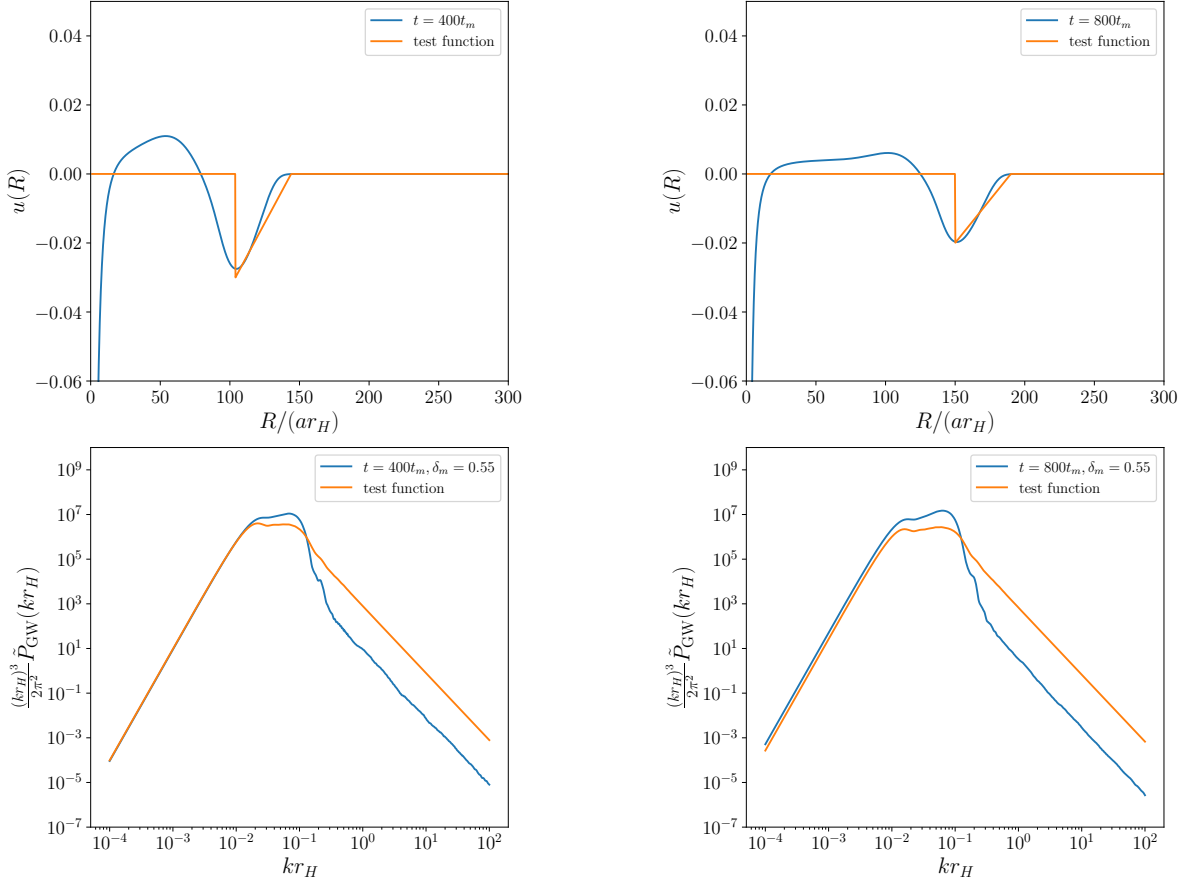 t = 400t_m
test function
u(R)
0.04
0.02
0.00
−0.02
−0.04
−0.06
0 50 100 150 200 250 300
R/(ar_H)
t = 800t_m
test function
u(R)
0.04
0.02
0.00
−0.02
−0.04
−0.06
0 50 100 150 200 250 300
R/(ar_H)
t = 400t_m, δ_m = 0.55
test function
(kr_H)^3/2π^2 P̃_GW(kr_H)
10^9
10^7
10^5
10^3
10^1
10^−1
10^−3
10^−5
10^−7
10^−4 10^−3 10^−2 10^−1 10^0 10^1 10^2
kr_H
t = 800t_m, δ_m = 0.55
test function
(kr_H)^3/2π^2 P̃_GW(kr_H)
10^9
10^7
10^5
10^3
10^1
10^−1
10^−3
10^−5
10^−7
10^−4 10^−3 10^−2 10^−1 10^0 10^1 10^2
kr_H